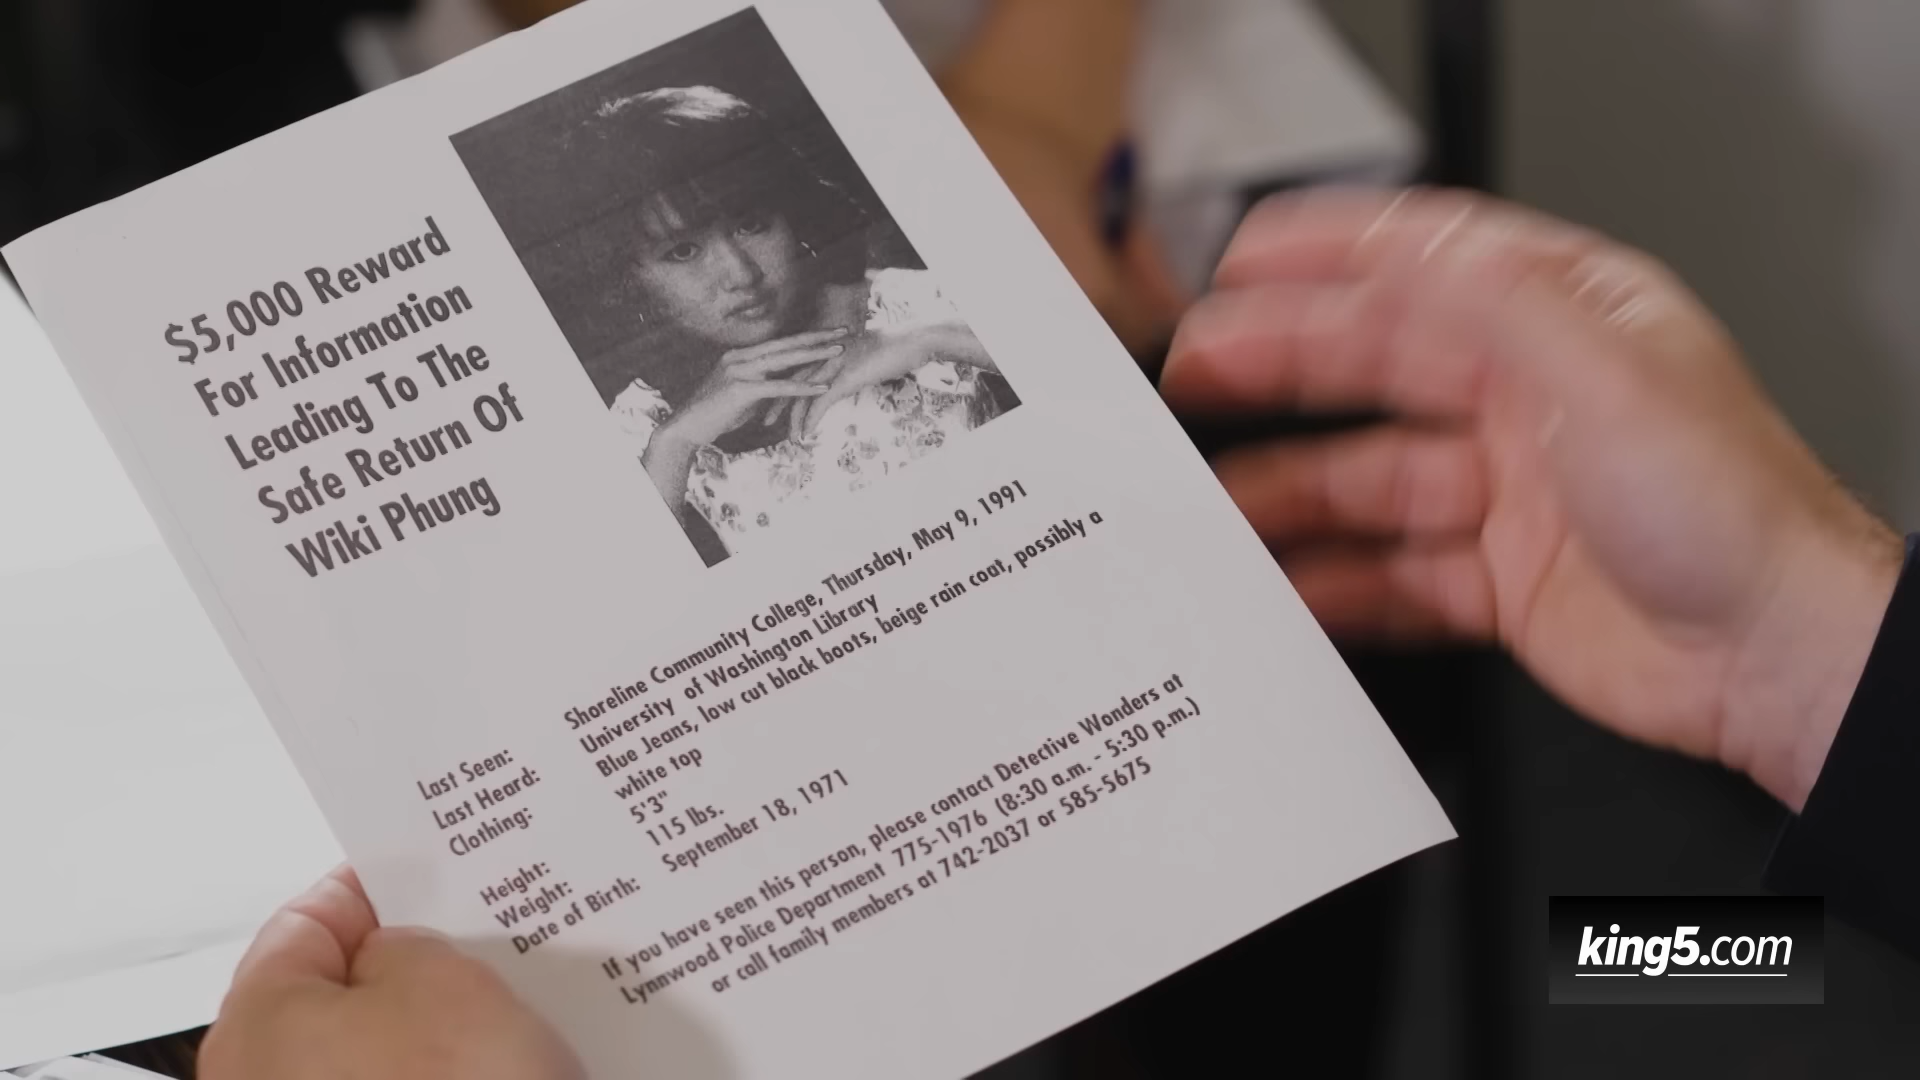 $5,000 Reward
For Information
Leading To The
Safe Return Of
Wiki Phung
Last Seen: Shoreline Community College, Thursday, May 9, 1991
Last Heard: University of Washington Library
Clothing: Blue Jeans, low cut black boots, beige rain coat, possibly a
white top
Height: 5'3"
Weight: 115 lbs.
Date of Birth: September 18, 1971
If you have seen this person, please contact Detective Wonders at
Lynnwood Police Department 775-1976 (8:30 a.m. - 5:30 p.m.)
or call family members at 742-2037 or 585-5675
king5.com